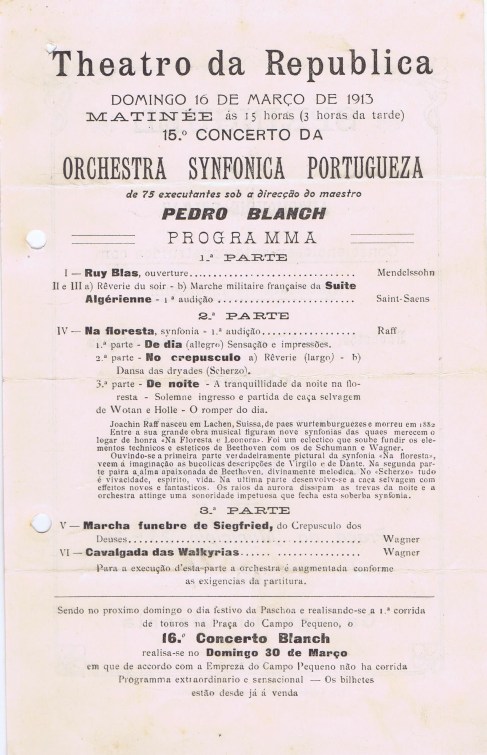 Theatro da Republica
DOMINGO 16 DE MARÇO DE 1913
MATINÉE ás 15 horas (3 horas da tarde)
15.º CONCERTO DA
ORCHESTRA SYNFONICA PORTUGUEZA
de 75 executantes sob a direcção do maestro
PEDRO BLANCH
PROGRAMMA
1.ª PARTE
I — Ruy Blas, ouverture................................ Mendelssohn
II e III a) Rêverie du soir - b) Marche militaire française da Suite
Algérienne - 1.ª audição ........................... Saint-Saens
2.ª PARTE
IV — Na floresta, synfonia - 1.ª audição.................. Raff
1.ª parte - De dia (allegro) Sensação e impressões.
2.ª parte - No crepusculo a) Rêverie (largo) - b)
Dansa das dryades (Scherzo).
3.ª parte - De noite - A tranquillidade da noite na flo-
resta - Solemne ingresso e partida de caça selvagem
de Wotan e Holle - O romper do dia.
Joachim Raff nasceu em Lachen, Suissa, de paes wurtemburguezes e morreu em 1882
Entre a sua grande obra musical figuram nove synfonias das quaes merecem o
logar de honra «Na Floresta e Leonora». Foi um eclectico que soube fundir os ele-
mentos technicos e esteticos de Beethoven com os de Schumann e Wagner.
Ouvindo-se a primeira parte verdadeiramente pictural da synfonia «Na floresta»,
veem á imaginação as bucolicas descripções de Virgilo e de Dante. Na segunda par-
te paira a alma apaixonada de Beethoven, divinamente melodica. No «Scherzo» tudo
é vivacidade, espirito, vida. Na ultima parte desenvolve-se a caça selvagem com
effeitos novos e fantasticos. Os raios da aurora dissipam as trevas da noite e a
orchestra attinge uma sonoridade impetuosa que fecha esta soberba synfonia.
3.ª PARTE
V — Marcha funebre de Siegfried, do Crepusculo dos
Deuses.......................................... Wagner
VI — Cavalgada das Walkyrias...... ................ Wagner
Para a execução d'esta-parte a orchestra é augmentada conforme
as exigencias da partitura.
Sendo no proximo domingo o dia festivo da Paschoa e realisando-se a 1.ª corrida
de touros na Praça do Campo Pequeno, o
16.º Concerto Blanch
realisa-se no Domingo 30 de Março
em que de accordo com a Empreza do Campo Pequeno não ha corrida
Programma extraordinario e sensacional — Os bilhetes
estão desde já á venda